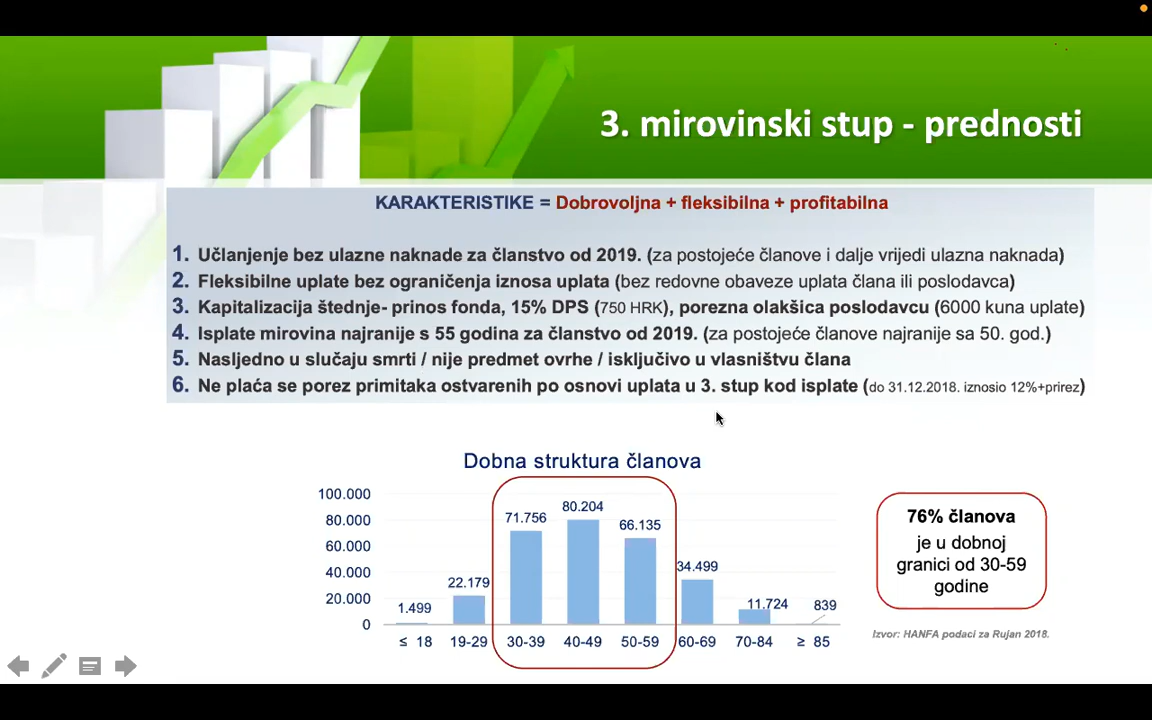 3. mirovinski stup - prednosti
KARAKTERISTIKE = Dobrovoljna + fleksibilna + profitabilna
1. Učlanjenje bez ulazne naknade za članstvo od 2019. (za postojeće članove i dalje vrijedi ulazna naknada)
2. Fleksibilne uplate bez ograničenja iznosa uplata (bez redovne obaveze uplata člana ili poslodavca)
3. Kapitalizacija štednje- prinos fonda, 15% DPS (750 HRK), porezna olakšica poslodavcu (6000 kuna uplate)
4. Isplate mirovina najranije s 55 godina za članstvo od 2019. (za postojeće članove najranije sa 50. god.)
5. Nasljedno u slučaju smrti / nije predmet ovrhe / isključivo u vlasništvu člana
6. Ne plaća se porez primitaka ostvarenih po osnovi uplata u 3. stup kod isplate (do 31.12.2018. iznosio 12%+prirez)
Dobna struktura članova
100.000
80.000
60.000
40.000
20.000
0
1.499
22.179
71.756
80.204
66.135
34.499
11.724
839
≤ 18
19-29
30-39
40-49
50-59
60-69
70-84
≥ 85
76% članova
je u dobnoj
granici od 30-59
godine
Izvor: HANFA podaci za Rujan 2018.